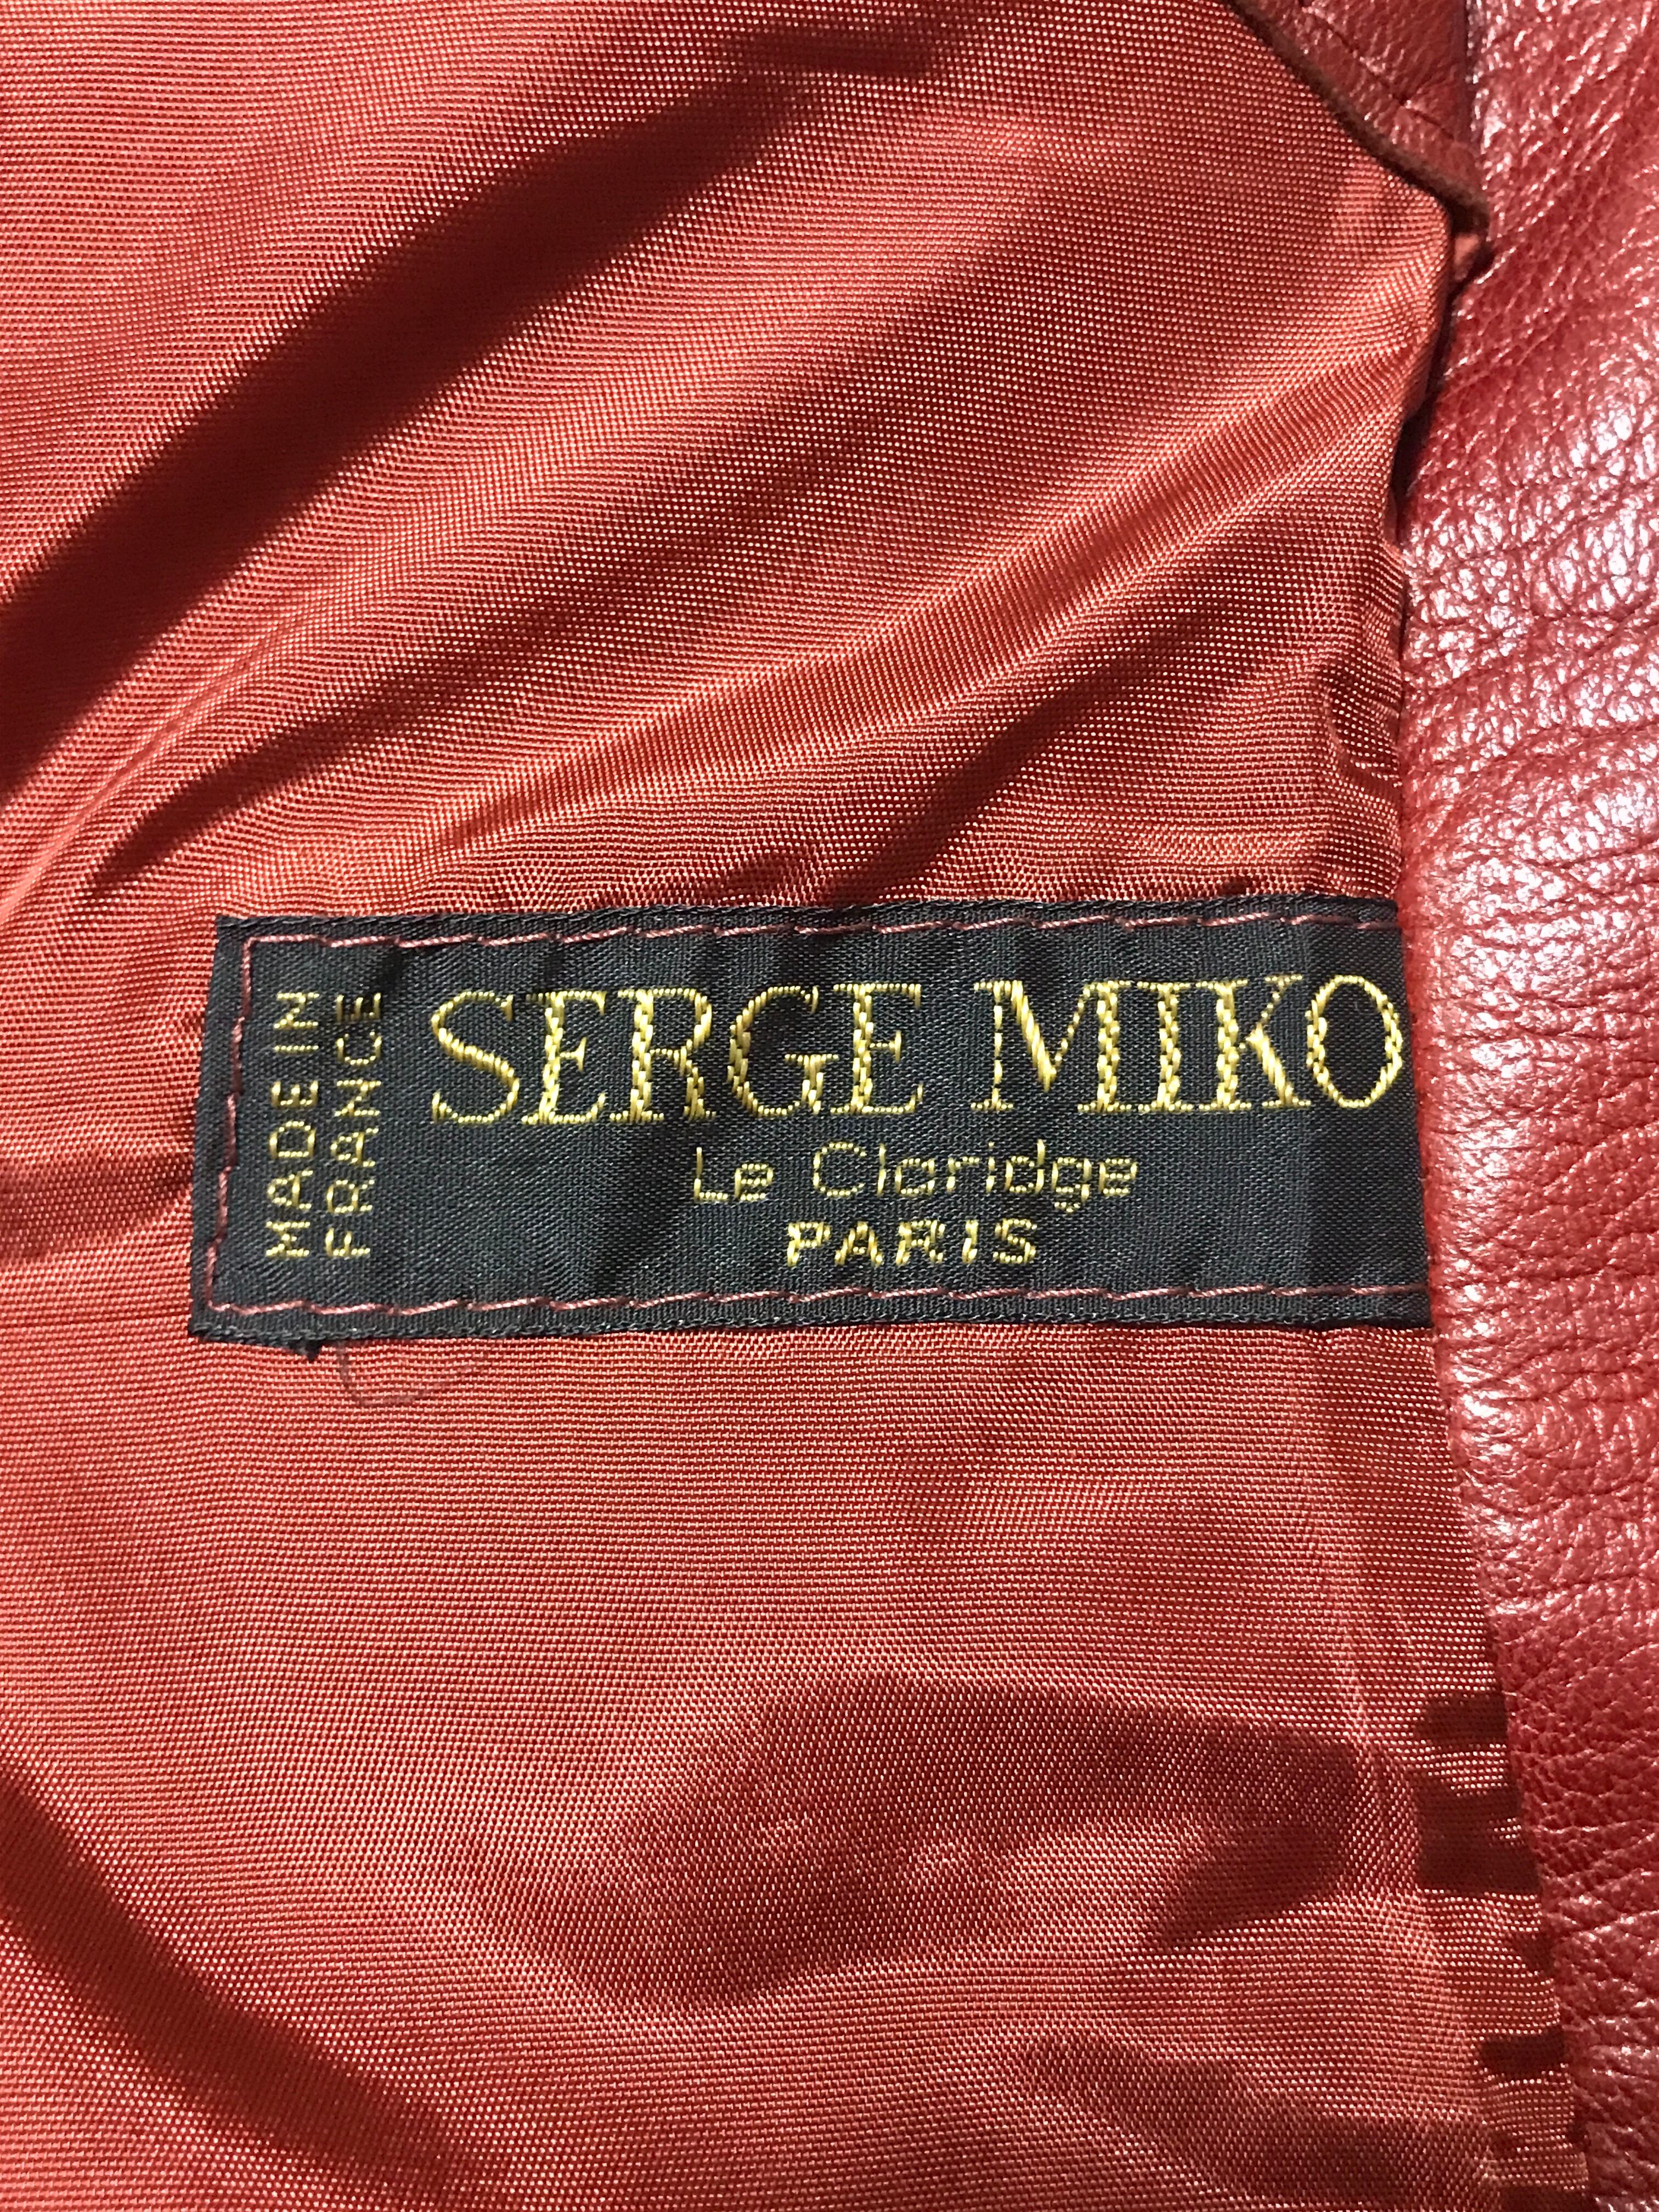 MADE IN
FRANCE
SERGE MIKO
Le Claridge
PARIS